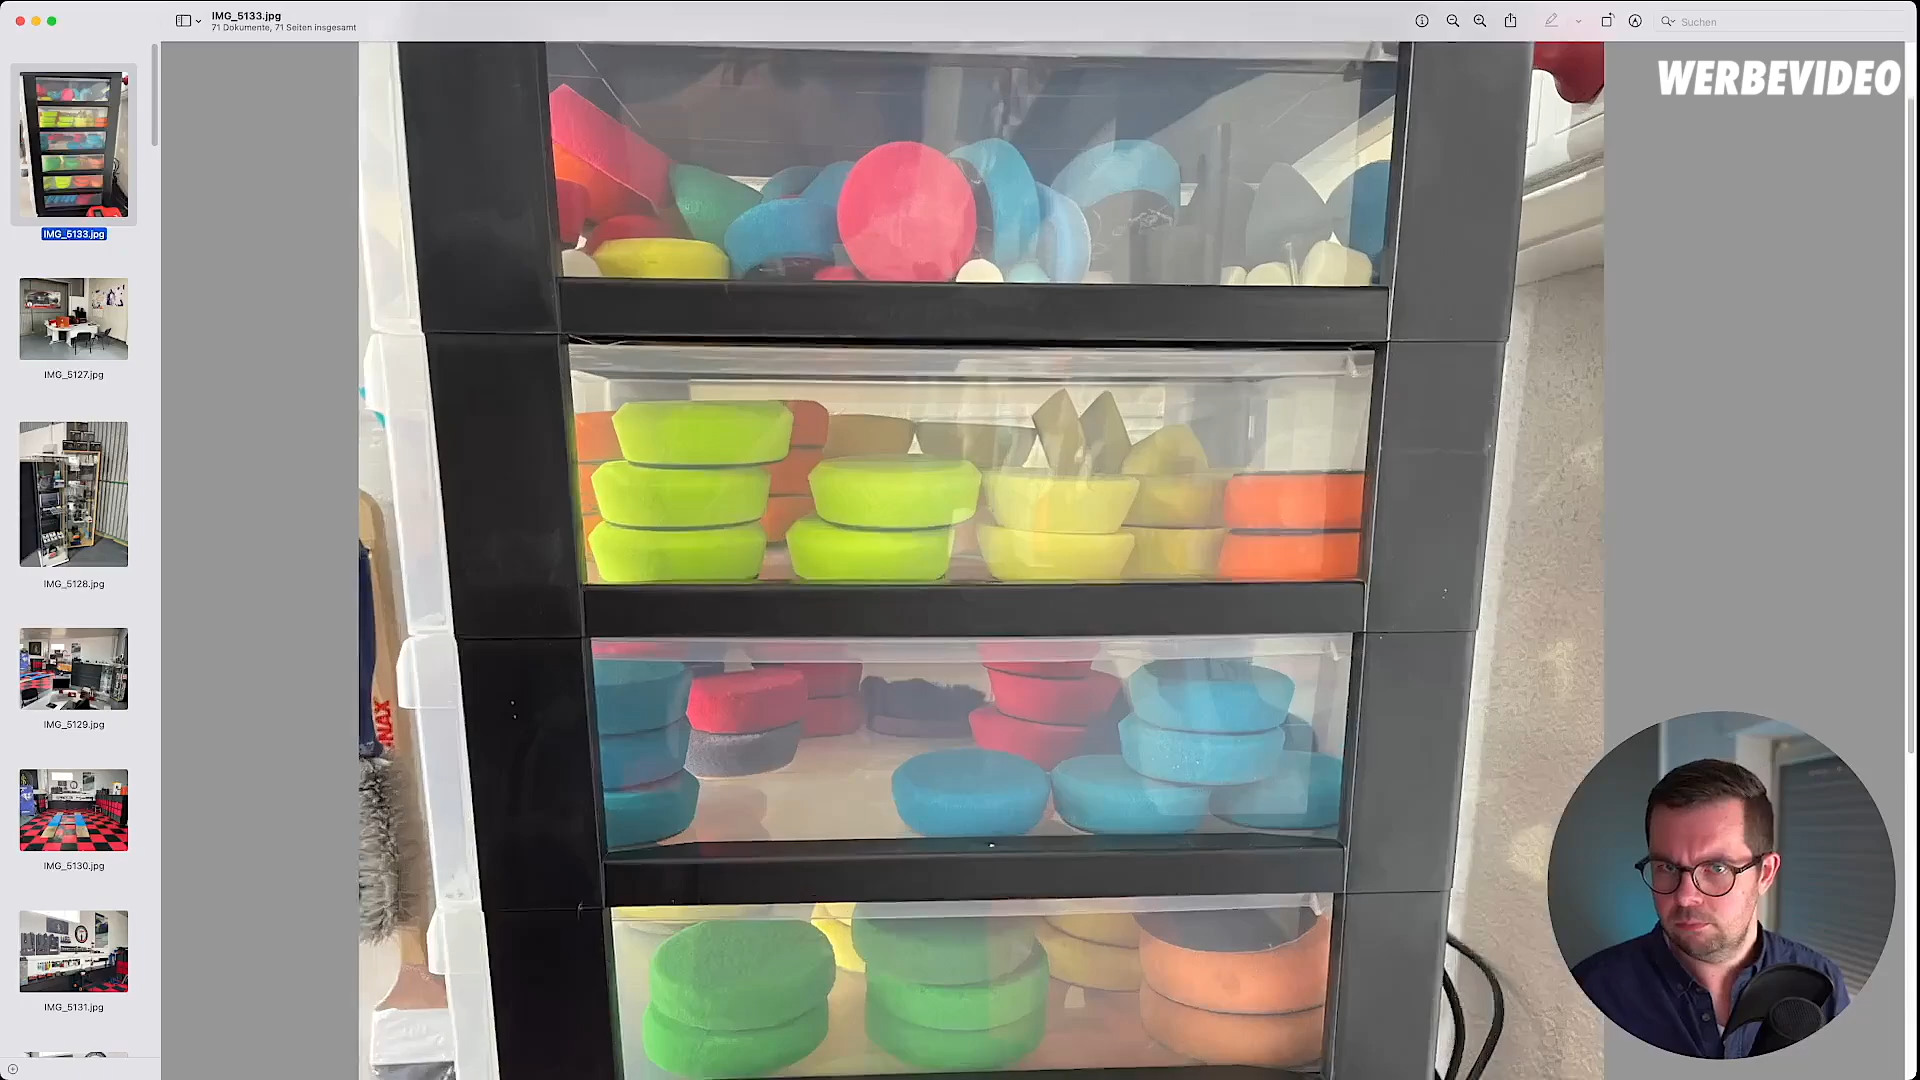 IMG_5133.jpg
71 Dokumente, 71 Seiten insgesamt
Suchen
WERBEVIDEO
IMG_5133.jpg
IMG_5127.jpg
IMG_5128.jpg
IMG_5129.jpg
IMG_5130.jpg
IMG_5131.jpg
NAX